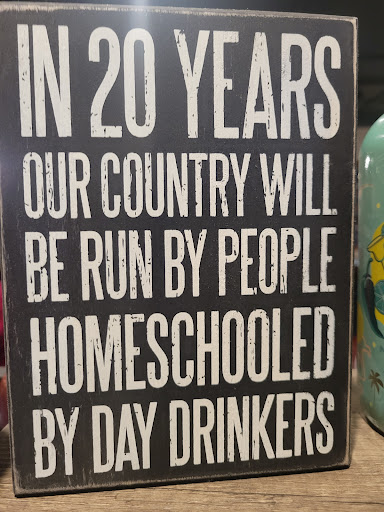 IN 20 YEARS
OUR COUNTRY WILL
BE RUN BY PEOPLE
HOMESCHOOLED
BY DAY DRINKERS